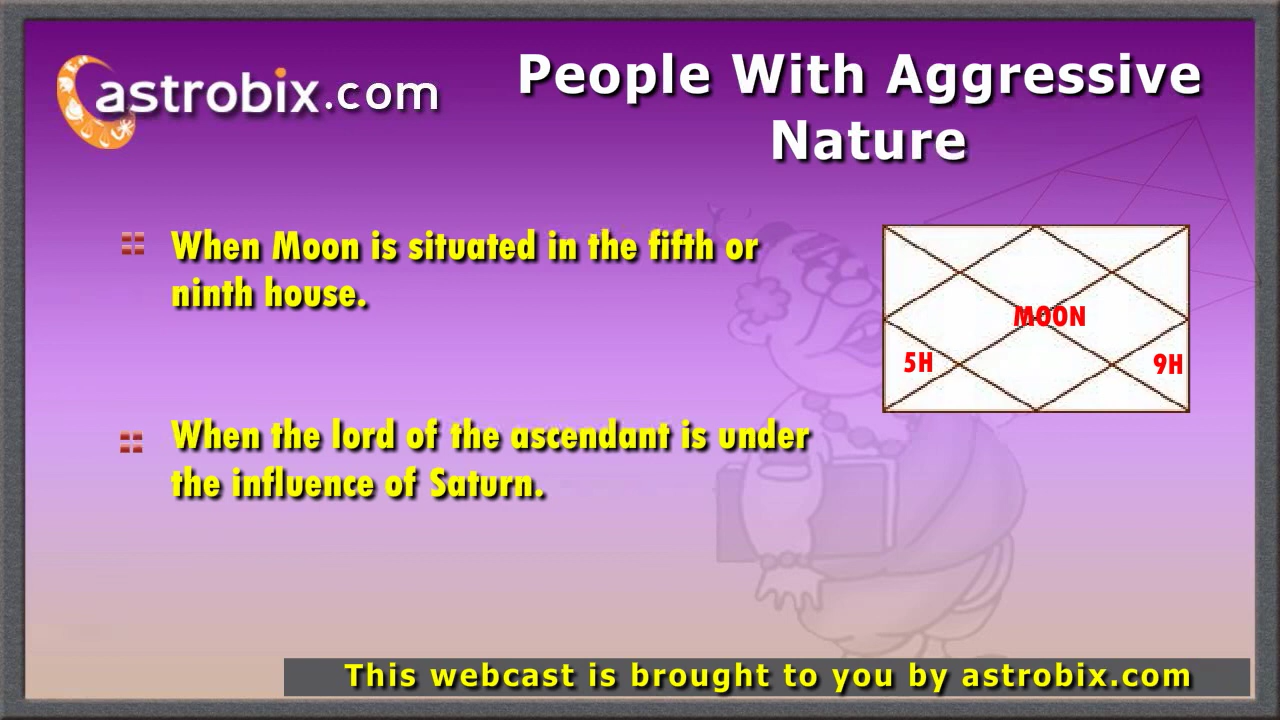 astrobix.com
People With Aggressive
Nature
When Moon is situated in the fifth or
ninth house.
MOON
5H
9H
When the lord of the ascendant is under
the influence of Saturn.
This webcast is brought to you by astrobix.com